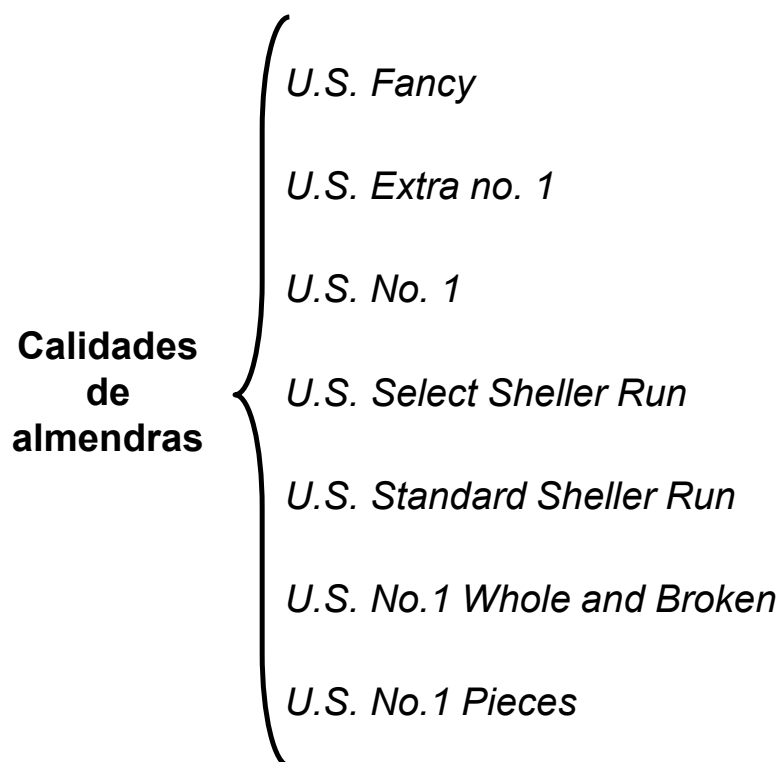 Calidades
de
almendras
U.S. Fancy
U.S. Extra no. 1
U.S. No. 1
U.S. Select Sheller Run
U.S. Standard Sheller Run
U.S. No.1 Whole and Broken
U.S. No.1 Pieces